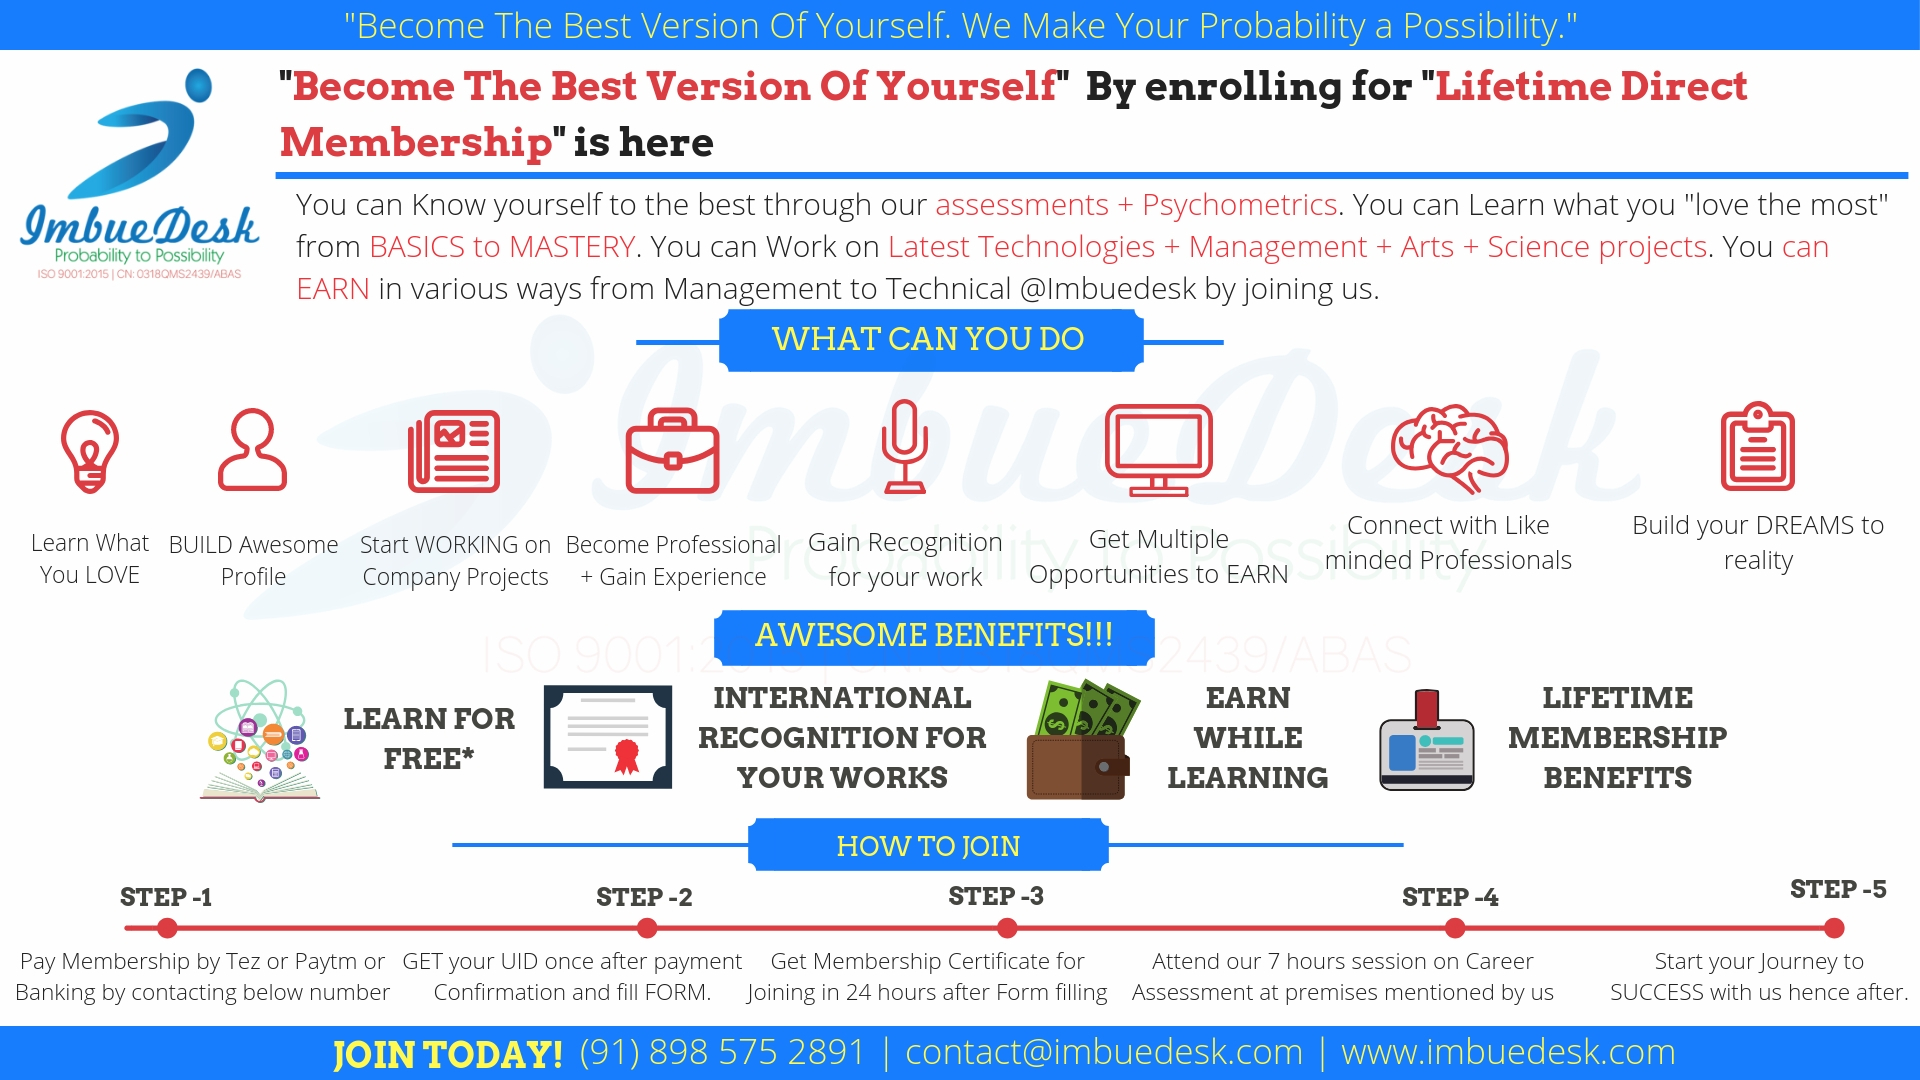 "Become The Best Version Of Yourself. We Make Your Probability a Possibility."
"Become The Best Version Of Yourself" By enrolling for "Lifetime Direct
Membership" is here
ImbueDesk
Probability to Possibility
ISO 9001:2015 | CN: 0318QMS2439/ABAS
You can Know yourself to the best through our assessments + Psychometrics. You can Learn what you "love the most"
from BASICS to MASTERY. You can Work on Latest Technologies + Management + Arts + Science projects. You can
EARN in various ways from Management to Technical @Imbuedesk by joining us.
WHAT CAN YOU DO
Learn What
You LOVE
BUILD Awesome
Profile
Start WORKING on
Company Projects
Become Professional
+ Gain Experience
Gain Recognition
for your work
Get Multiple
Opportunities to EARN
Connect with Like
minded Professionals
Build your DREAMS to
reality
ImbueDesk
Probability to Possibility
ISO 9001:2015 | CN: 0318QMS2439/ABAS
AWESOME BENEFITS!!!
LEARN FOR
FREE*
INTERNATIONAL
RECOGNITION FOR
YOUR WORKS
EARN
WHILE
LEARNING
LIFETIME
MEMBERSHIP
BENEFITS
HOW TO JOIN
STEP -1
Pay Membership by Tez or Paytm or
Banking by contacting below number
STEP -2
GET your UID once after payment
Confirmation and fill FORM.
STEP -3
Get Membership Certificate for
Joining in 24 hours after Form filling
STEP -4
Attend our 7 hours session on Career
Assessment at premises mentioned by us
STEP -5
Start your Journey to
SUCCESS with us hence after.
JOIN TODAY! (91) 898 575 2891 | contact@imbuedesk.com | www.imbuedesk.com